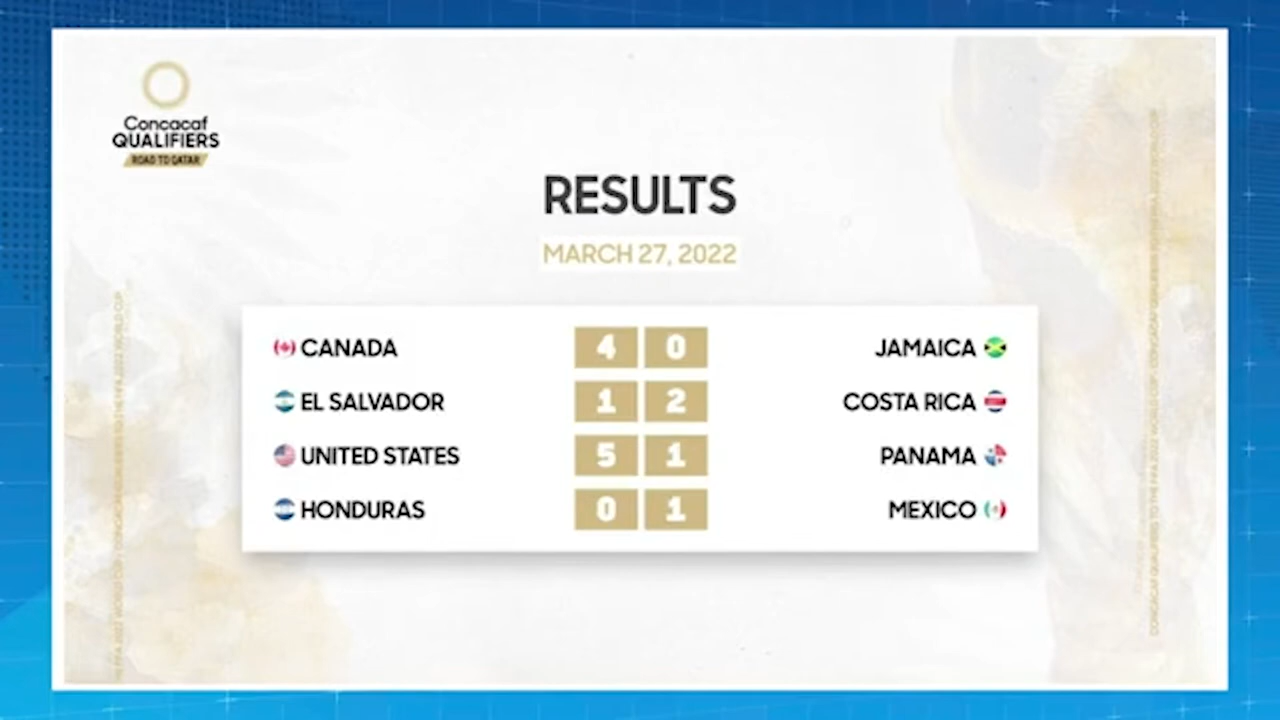 Concacaf
QUALIFIERS
ROAD TO QATAR
RESULTS
MARCH 27, 2022
CANADA 4 0 JAMAICA
EL SALVADOR 1 2 COSTA RICA
UNITED STATES 5 1 PANAMA
HONDURAS 0 1 MEXICO